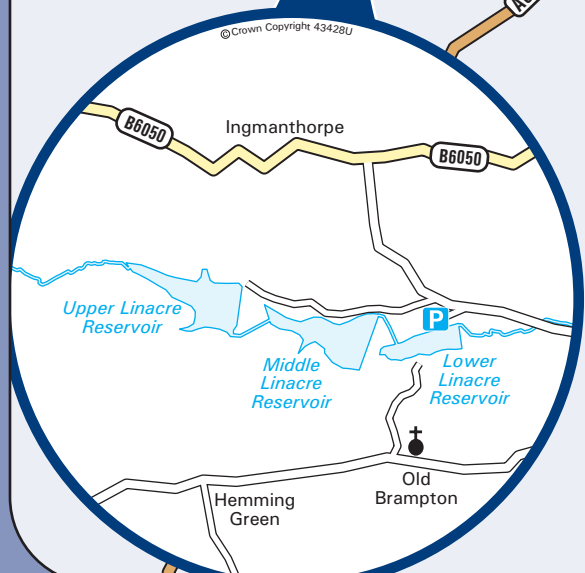 © Crown Copyright 43428U
B6050
Ingmanthorpe
B6050
Upper Linacre
Reservoir
P
Middle
Linacre
Reservoir
Lower
Linacre
Reservoir
Old
Brampton
Hemming
Green